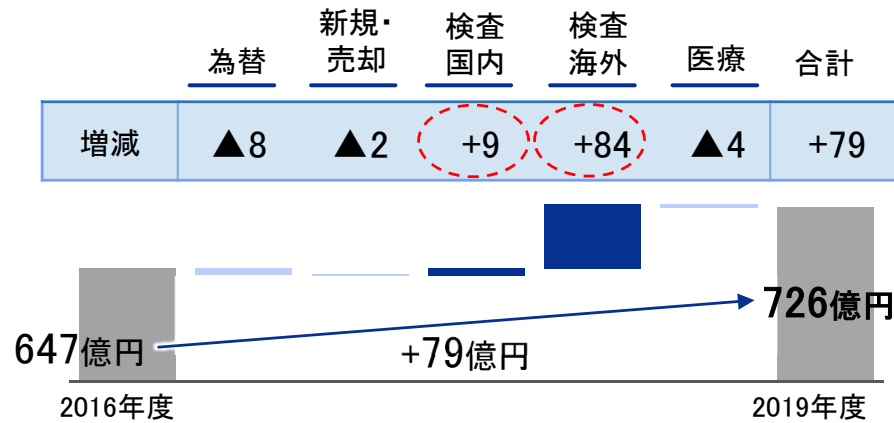 為替 新規・売却 検査国内 検査海外 医療 合計
増減 ▲8 ▲2 +9 +84 ▲4 +79
647億円 +79億円 726億円
2016年度 2019年度